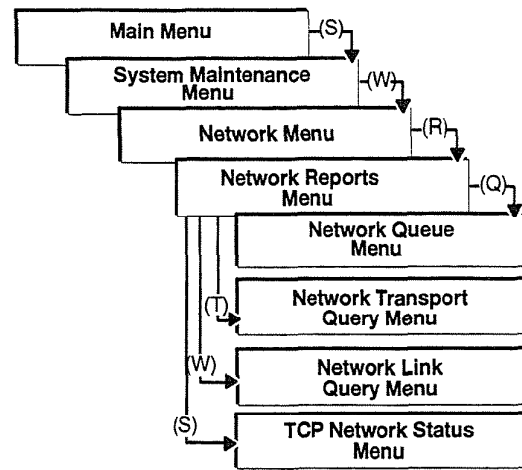 Main Menu
(S)
System Maintenance
Menu
(W)
Network Menu
(R)
Network Reports
Menu
(Q)
Network Queue
Menu
(T)
Network Transport
Query Menu
(W)
Network Link
Query Menu
(S)
TCP Network Status
Menu